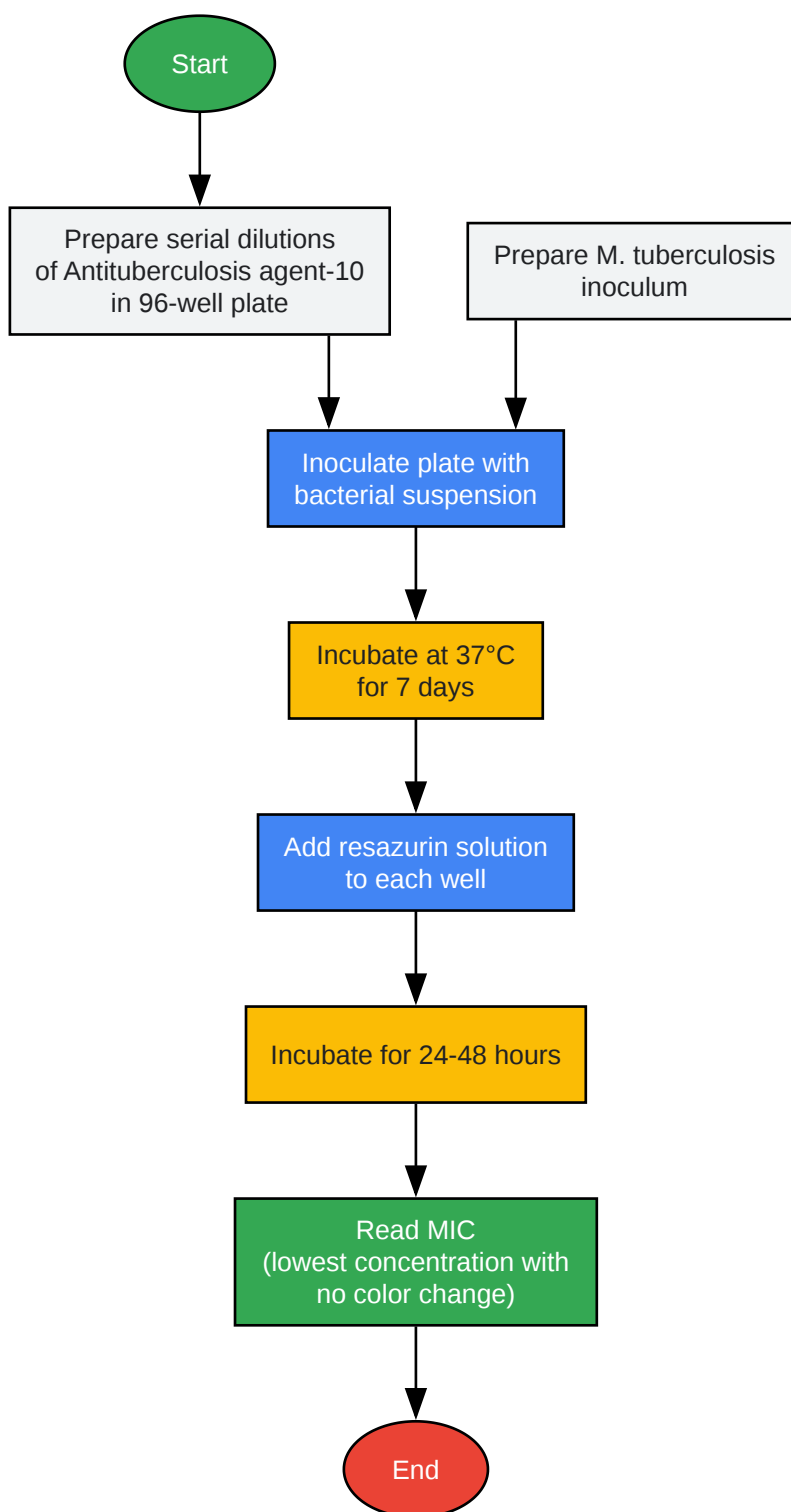 Start
Prepare serial dilutions
of Antituberculosis agent-10
in 96-well plate
Prepare M. tuberculosis
inoculum
Inoculate plate with
bacterial suspension
Incubate at 37°C
for 7 days
Add resazurin solution
to each well
Incubate for 24-48 hours
Read MIC
(lowest concentration with
no color change)
End